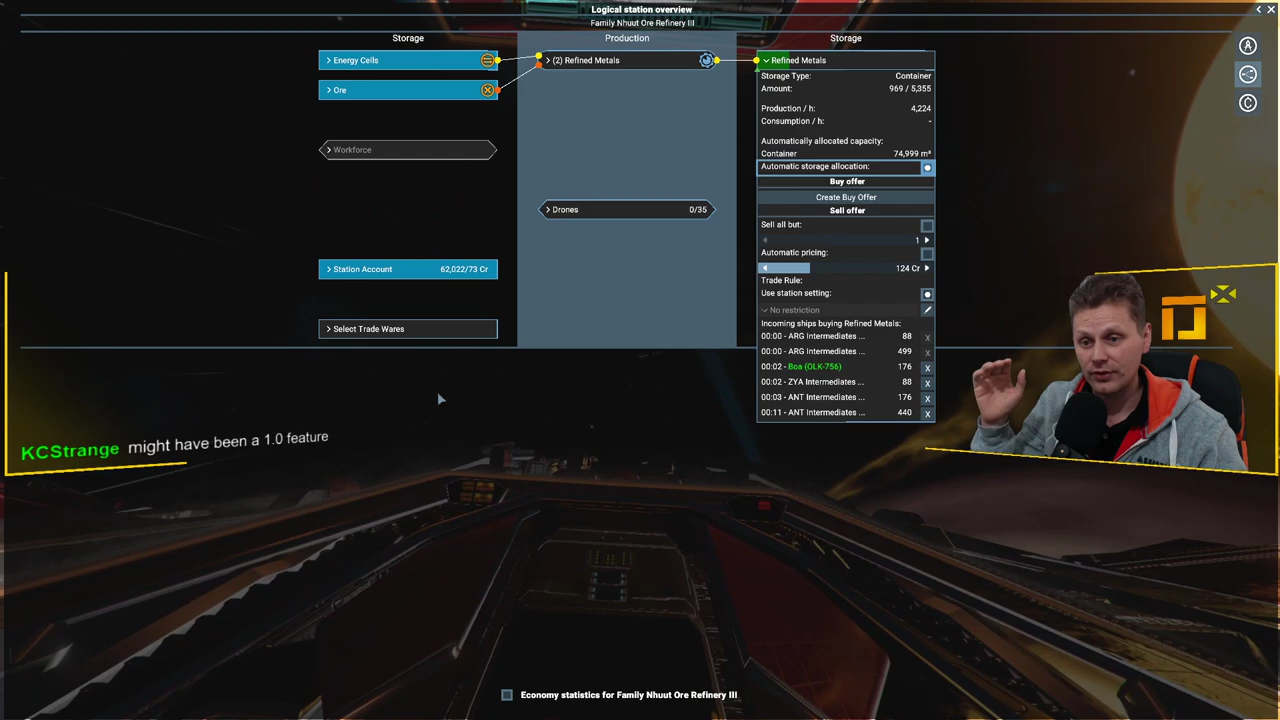 Logical station overview
Family Nhuut Ore Refinery III
Storage
Production
Storage
Energy Cells
(2) Refined Metals
Refined Metals
Ore
Storage Type: Container
Amount: 969 / 5,355
Production / h: 4,224
Consumption / h: -
Automatically allocated capacity:
Container 74,999 m³
Automatic storage allocation:
Workforce
Buy offer
Create Buy Offer
Sell offer
Drones 0/35
Sell all but:
1
Automatic pricing:
124 Cr
Station Account 62,022/73 Cr
Trade Rule:
Use station setting:
No restriction
Select Trade Wares
Incoming ships buying Refined Metals:
00:00 - ARG Intermediates ... 88 x
00:00 - ARG Intermediates ... 499 x
00:02 - Boa (OLK-756) 176 x
00:02 - ZYA Intermediates ... 88 x
00:03 - ANT Intermediates ... 176 x
00:11 - ANT Intermediates ... 440 x
KCStrange might have been a 1.0 feature
Economy statistics for Family Nhuut Ore Refinery III